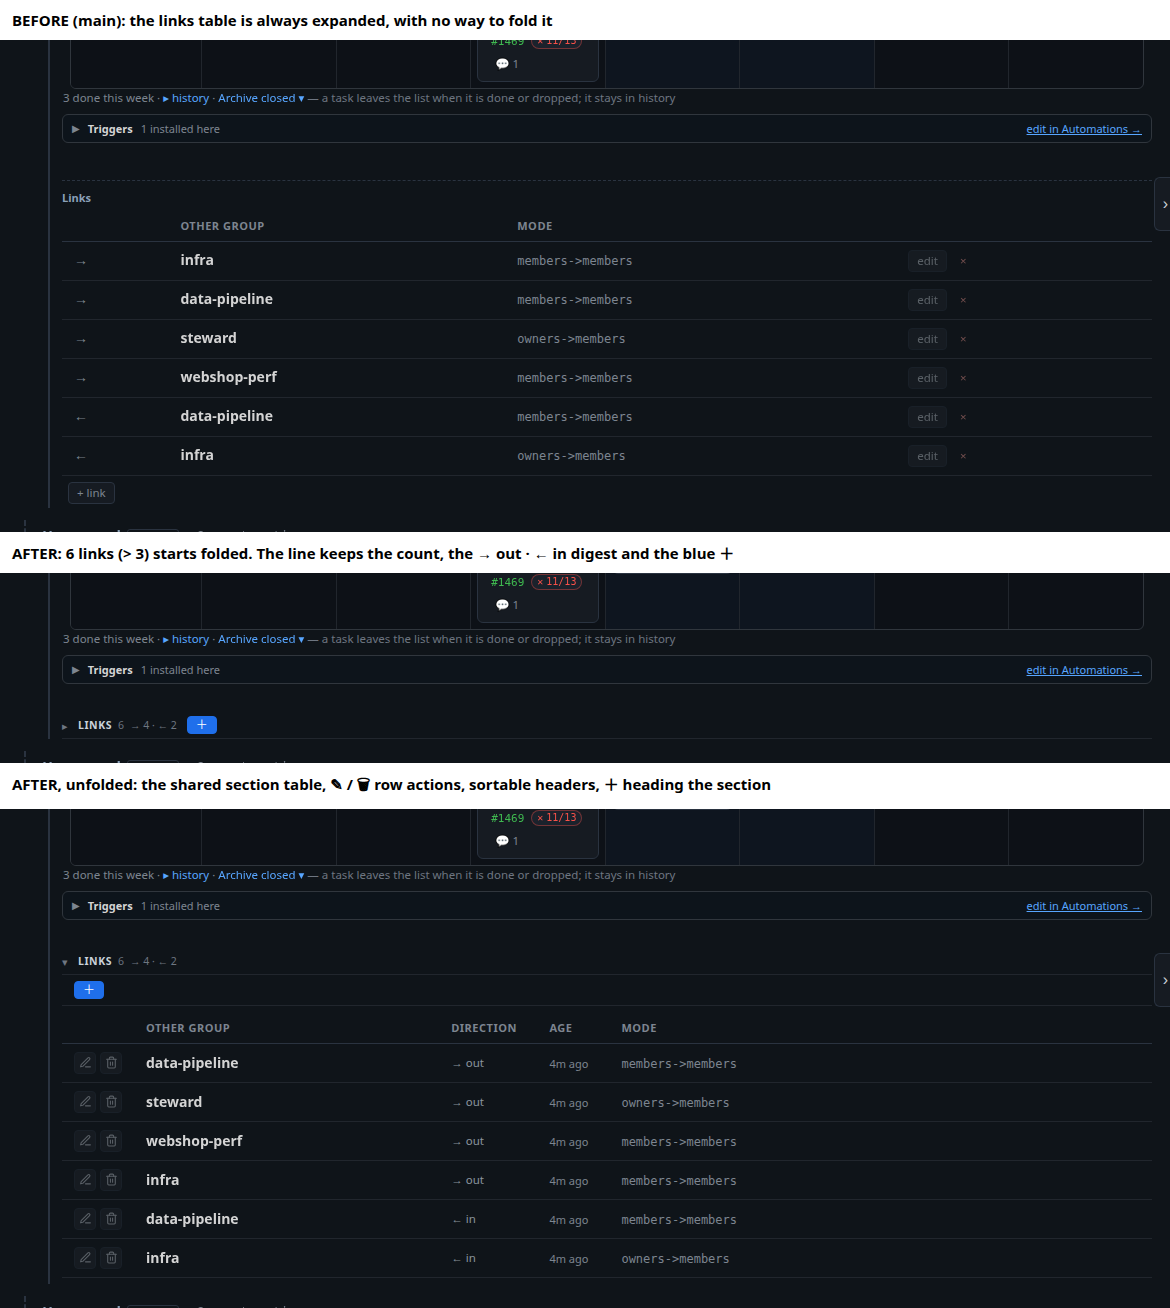 BEFORE (main): the links table is always expanded, with no way to fold it
#1469 × 11/13
💬 1
3 done this week · ▸ history · Archive closed ▾ — a task leaves the list when it is done or dropped; it stays in history
▶ Triggers 1 installed here edit in Automations →
Links
›
OTHER GROUP MODE
→ infra members->members edit ×
→ data-pipeline members->members edit ×
→ steward owners->members edit ×
→ webshop-perf members->members edit ×
← data-pipeline members->members edit ×
← infra owners->members edit ×
+ link
AFTER: 6 links (> 3) starts folded. The line keeps the count, the → out · ← in digest and the blue ＋
#1469 × 11/13
💬 1
3 done this week · ▸ history · Archive closed ▾ — a task leaves the list when it is done or dropped; it stays in history
▶ Triggers 1 installed here edit in Automations →
▸ LINKS 6 → 4 · ← 2 ＋
AFTER, unfolded: the shared section table, ✎ / 🗑 row actions, sortable headers, ＋ heading the section
#1469 × 11/13
💬 1
3 done this week · ▸ history · Archive closed ▾ — a task leaves the list when it is done or dropped; it stays in history
▶ Triggers 1 installed here edit in Automations →
▾ LINKS 6 → 4 · ← 2
＋
›
OTHER GROUP DIRECTION AGE MODE
data-pipeline → out 4m ago members->members
steward → out 4m ago owners->members
webshop-perf → out 4m ago members->members
infra → out 4m ago members->members
data-pipeline ← in 4m ago members->members
infra ← in 4m ago owners->members